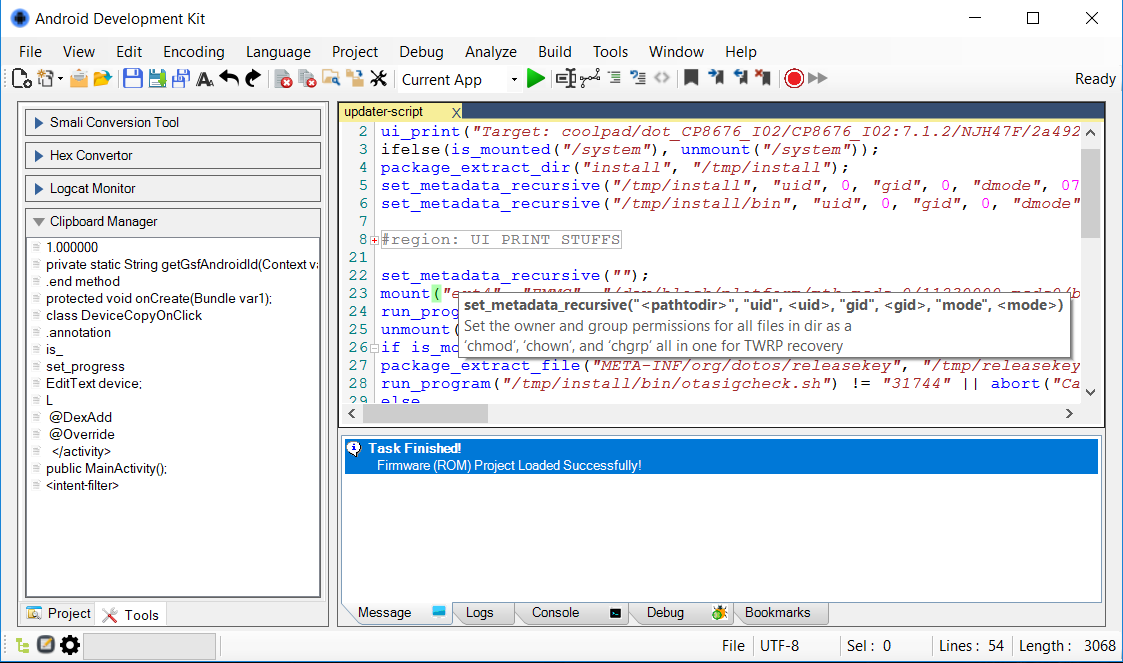 Android Development Kit
File View Edit Encoding Language Project Debug Analyze Build Tools Window Help
Current App
Ready
Smali Conversion Tool
Hex Convertor
Logcat Monitor
Clipboard Manager
1.000000
private static String getGsfAndroidId(Context va
.end method
protected void onCreate(Bundle var1);
class DeviceCopyOnClick
.annotation
is_
set_progress
EditText device;
L
@DexAdd
@Override
</activity>
public MainActivity();
<intent-filter>
Project Tools
updater-script X
2 ui_print("Target: coolpad/dot_CP8676_I02/CP8676_I02:7.1.2/NJH47F/2a492
3 ifelse(is_mounted("/system"), unmount("/system"));
4 package_extract_dir("install", "/tmp/install");
5 set_metadata_recursive("/tmp/install", "uid", 0, "gid", 0, "dmode", 07
6 set_metadata_recursive("/tmp/install/bin", "uid", 0, "gid", 0, "dmode"
7
8 #region: UI PRINT STUFFS
21
22 set_metadata_recursive("");
23 mount("ext4", "EMMC",
24 run_prog
25 unmount(
26 if is_mo
set_metadata_recursive("<pathtodir>", "uid", <uid>, "gid", <gid>, "mode", <mode>)
Set the owner and group permissions for all files in dir as a
'chmod', 'chown', and 'chgrp' all in one for TWRP recovery
27 package_extract_file("META-INF/org/dotos/releasekey", "/tmp/releasekey
28 run_program("/tmp/install/bin/otasigcheck.sh") != "31744" || abort("Ca
29 else
Task Finished!
Firmware (ROM) Project Loaded Successfully!
Message Logs Console Debug Bookmarks
File UTF-8 Sel : 0 Lines : 54 Length : 3068